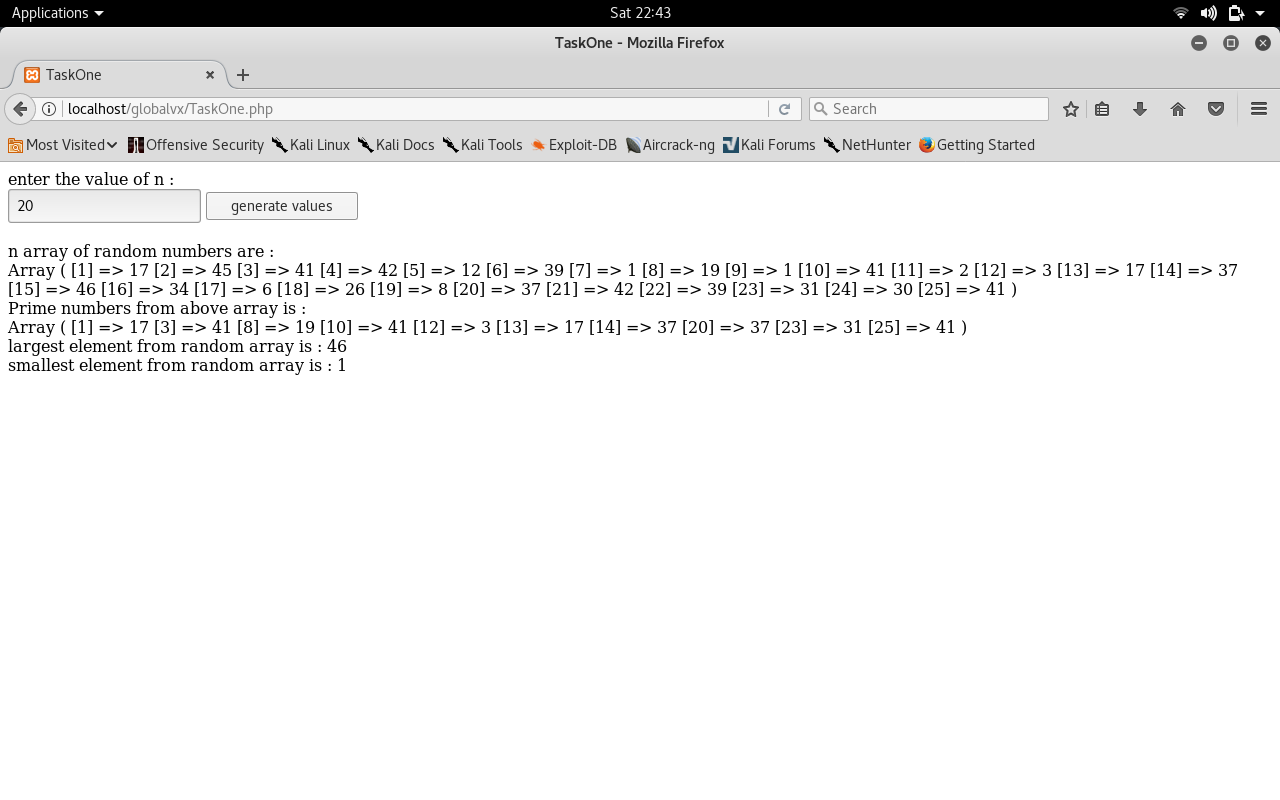 Applications
Sat 22:43
TaskOne - Mozilla Firefox
TaskOne
localhost/globalvx/TaskOne.php
Search
Most Visited Offensive Security Kali Linux Kali Docs Kali Tools Exploit-DB Aircrack-ng Kali Forums NetHunter Getting Started
enter the value of n :
20 generate values
n array of random numbers are :
Array ( [1] => 17 [2] => 45 [3] => 41 [4] => 42 [5] => 12 [6] => 39 [7] => 1 [8] => 19 [9] => 1 [10] => 41 [11] => 2 [12] => 3 [13] => 17 [14] => 37
[15] => 46 [16] => 34 [17] => 6 [18] => 26 [19] => 8 [20] => 37 [21] => 42 [22] => 39 [23] => 31 [24] => 30 [25] => 41 )
Prime numbers from above array is :
Array ( [1] => 17 [3] => 41 [8] => 19 [10] => 41 [12] => 3 [13] => 17 [14] => 37 [20] => 37 [23] => 31 [25] => 41 )
largest element from random array is : 46
smallest element from random array is : 1